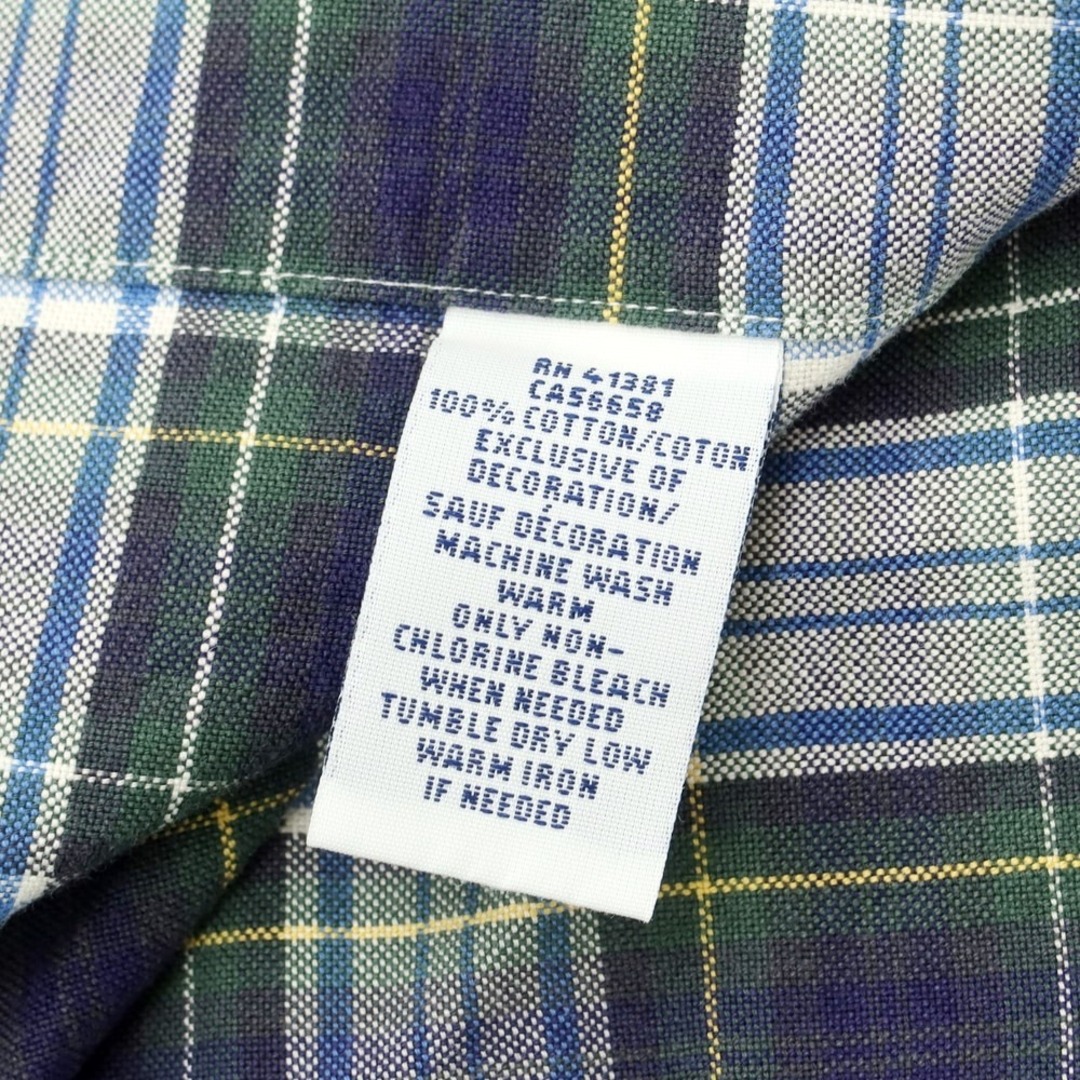 RN 41381
CA56658
100% COTTON/COTON
EXCLUSIVE OF
DECORATION/
SAUF DÉCORATION
MACHINE WASH
WARM
ONLY NON-
CHLORINE BLEACH
WHEN NEEDED
TUMBLE DRY LOW
WARM IRON
IF NEEDED